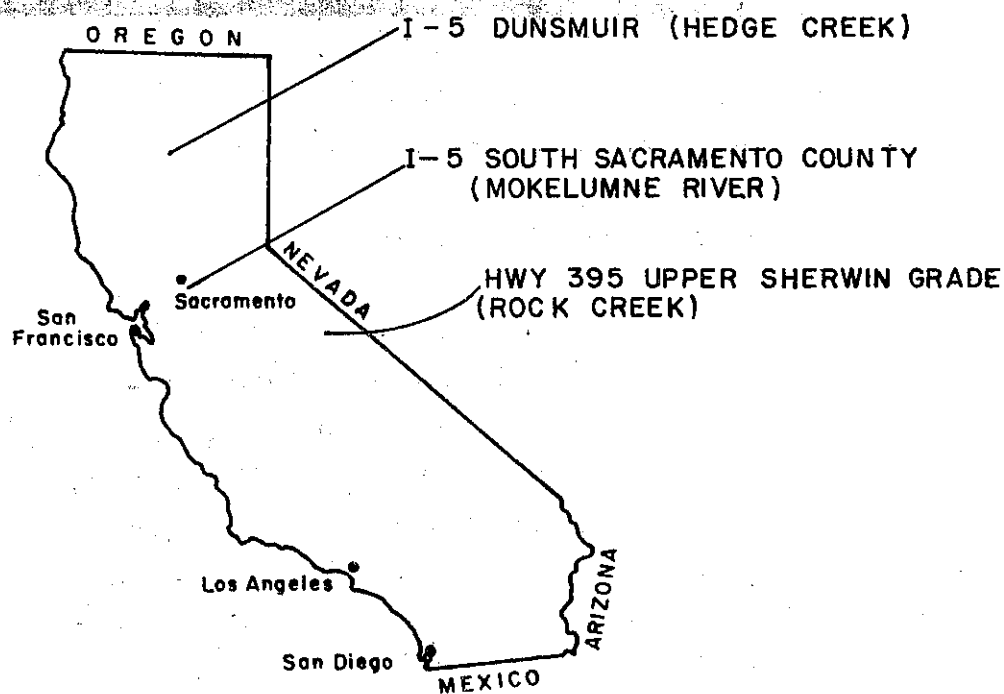 OREGON
I-5 DUNSMUIR (HEDGE CREEK)
I-5 SOUTH SACRAMENTO COUNTY
(MOKELUMNE RIVER)
NEVADA
HWY 395 UPPER SHERWIN GRADE
(ROCK CREEK)
Sacramento
San
Francisco
Los Angeles
ARIZONA
San Diego
MEXICO